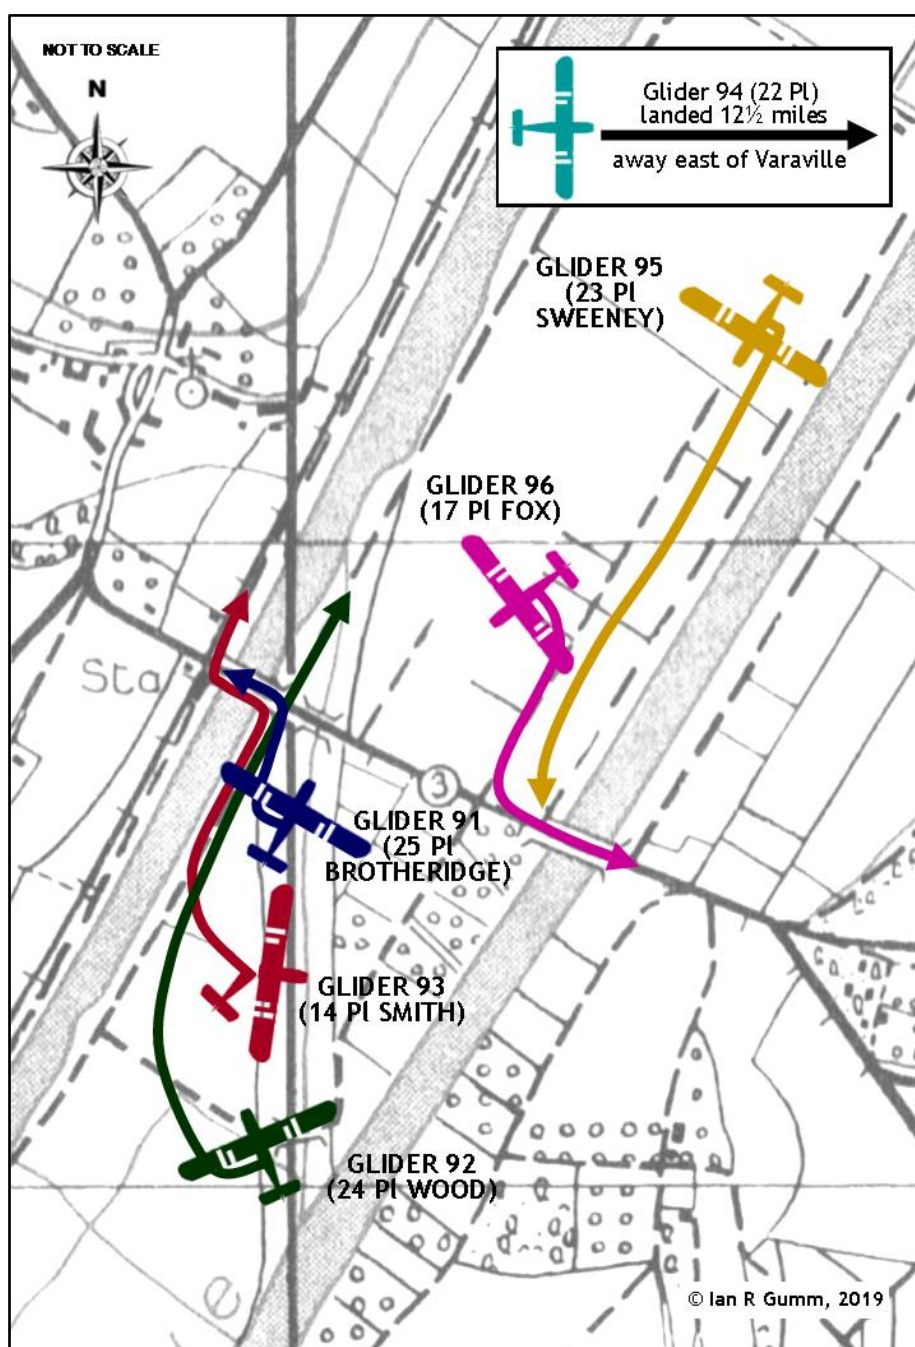 NOT TO SCALE
N
Glider 94 (22 Pl)
landed 12½ miles
away east of Varaville
GLIDER 95
(23 Pl
SWEENEY)
GLIDER 96
(17 Pl FOX)
Sta
3
GLIDER 91
(25 Pl
BROTHERIDGE)
GLIDER 93
(14 Pl SMITH)
GLIDER 92
(24 Pl WOOD)
re
© Ian R Gumm, 2019